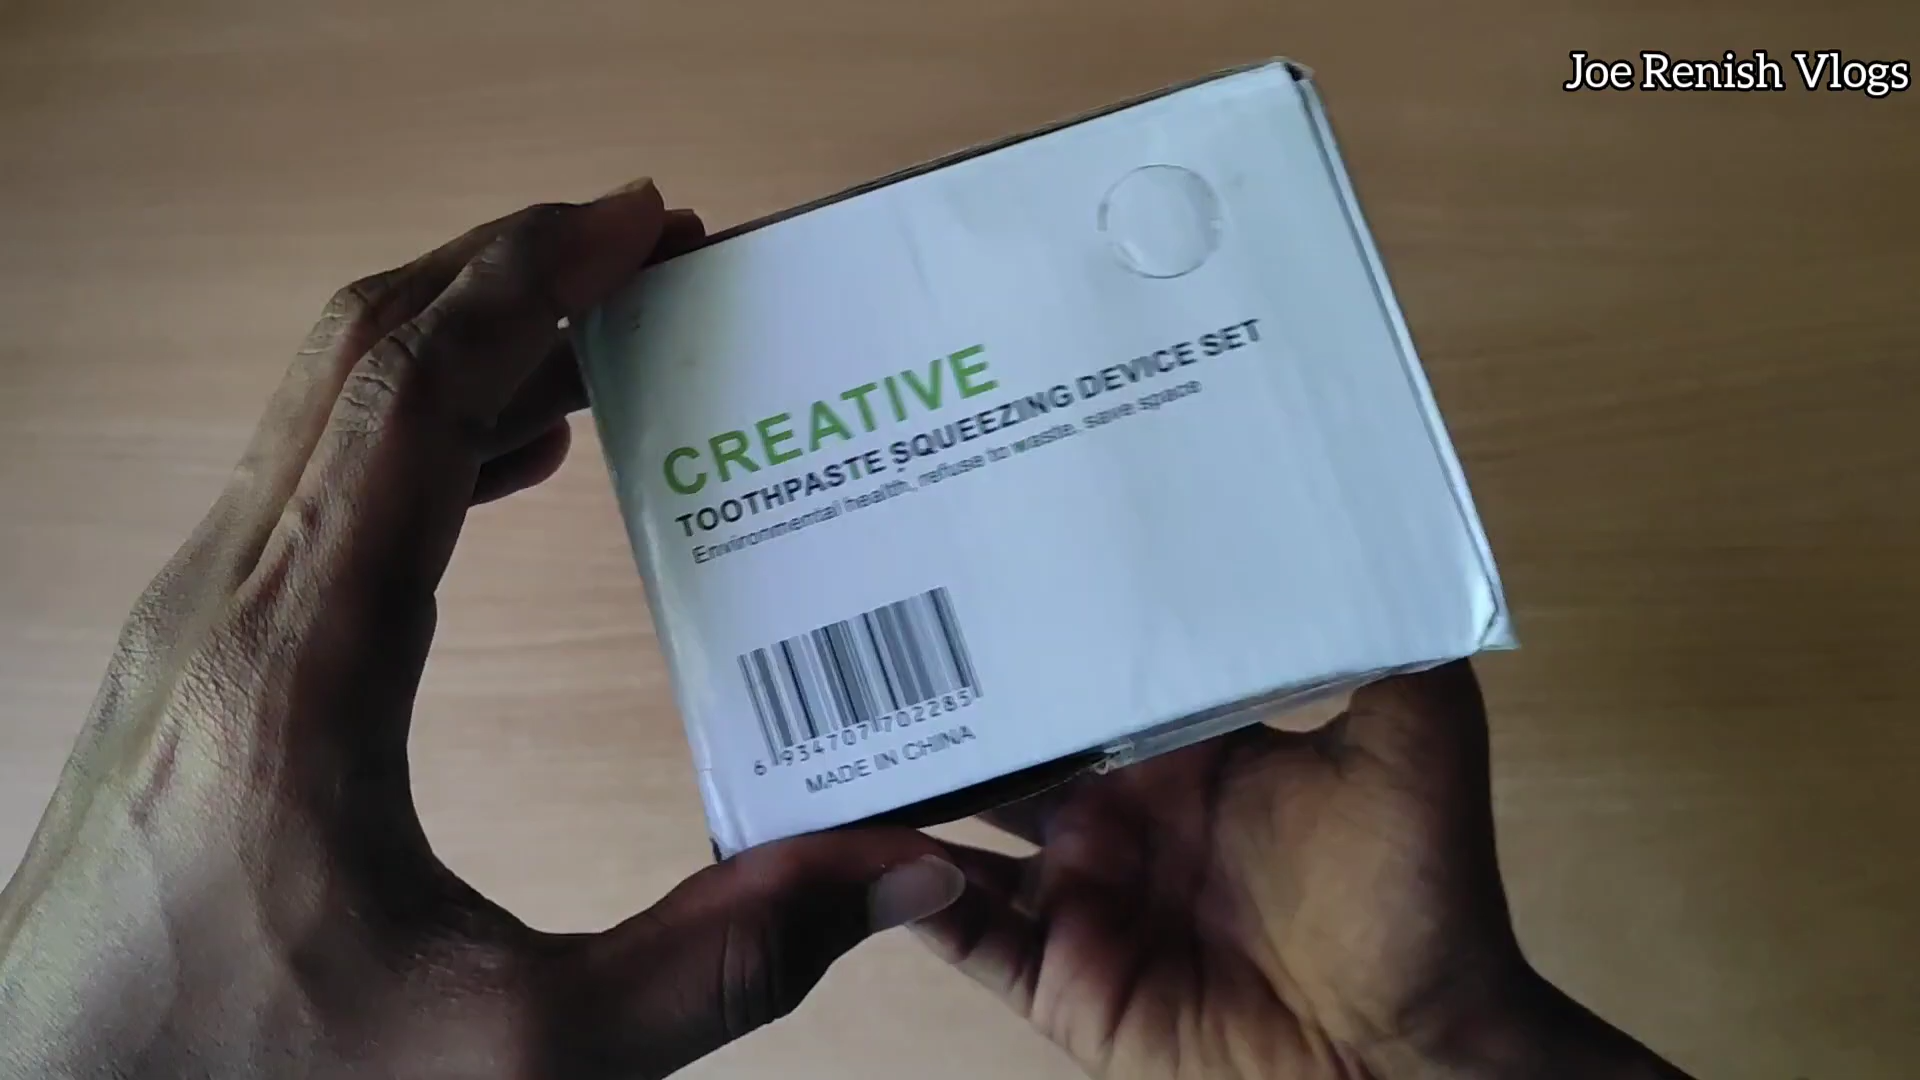 Joe Renish Vlogs
CREATIVE
TOOTHPASTE SQUEEZING DEVICE SET
Environmental health, refuse to waste, save space
6 934707 702285
MADE IN CHINA